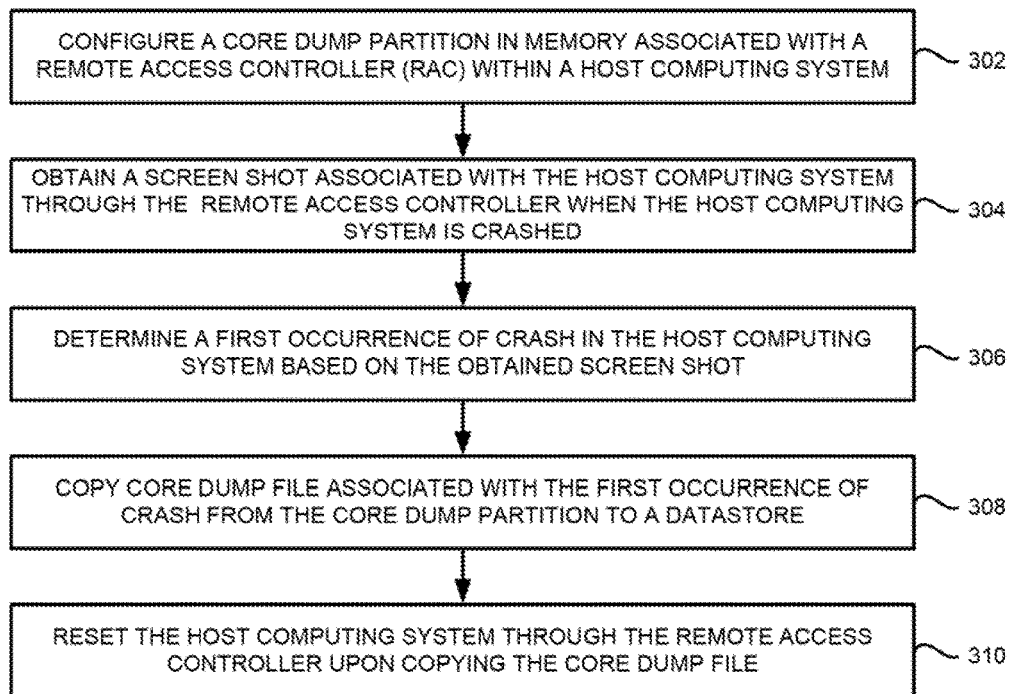 CONFIGURE A CORE DUMP PARTITION IN MEMORY ASSOCIATED WITH A
REMOTE ACCESS CONTROLLER (RAC) WITHIN A HOST COMPUTING SYSTEM
302
OBTAIN A SCREEN SHOT ASSOCIATED WITH THE HOST COMPUTING SYSTEM
THROUGH THE REMOTE ACCESS CONTROLLER WHEN THE HOST COMPUTING
SYSTEM IS CRASHED
304
DETERMINE A FIRST OCCURRENCE OF CRASH IN THE HOST COMPUTING
SYSTEM BASED ON THE OBTAINED SCREEN SHOT
306
COPY CORE DUMP FILE ASSOCIATED WITH THE FIRST OCCURRENCE OF
CRASH FROM THE CORE DUMP PARTITION TO A DATASTORE
308
RESET THE HOST COMPUTING SYSTEM THROUGH THE REMOTE ACCESS
CONTROLLER UPON COPYING THE CORE DUMP FILE
310